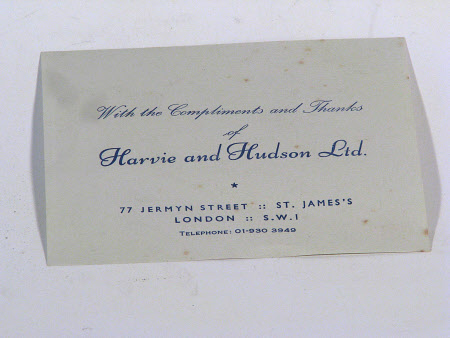 With the Compliments and Thanks
of
Harvie and Hudson Ltd.
★
77 JERMYN STREET :: ST. JAMES'S
LONDON :: S.W.1
TELEPHONE: 01-930 3949